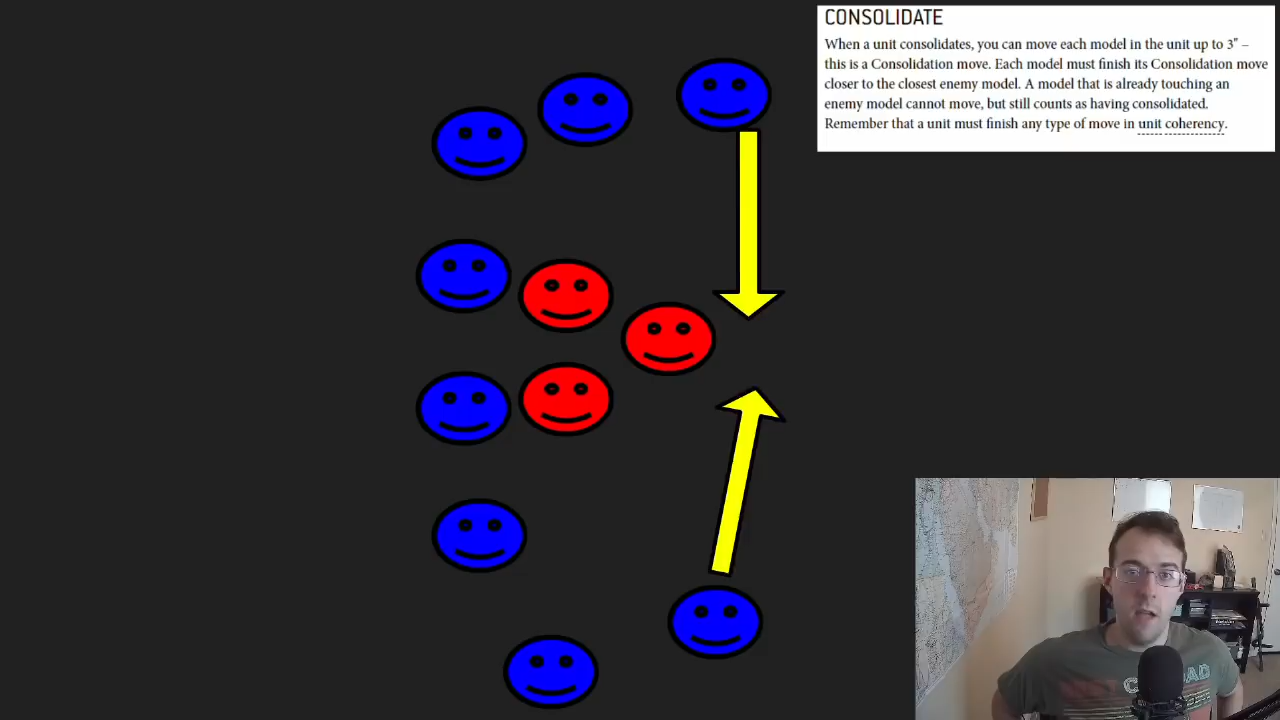 CONSOLIDATE
When a unit consolidates, you can move each model in the unit up to 3" –
this is a Consolidation move. Each model must finish its Consolidation move
closer to the closest enemy model. A model that is already touching an
enemy model cannot move, but still counts as having consolidated.
Remember that a unit must finish any type of move in unit coherency.